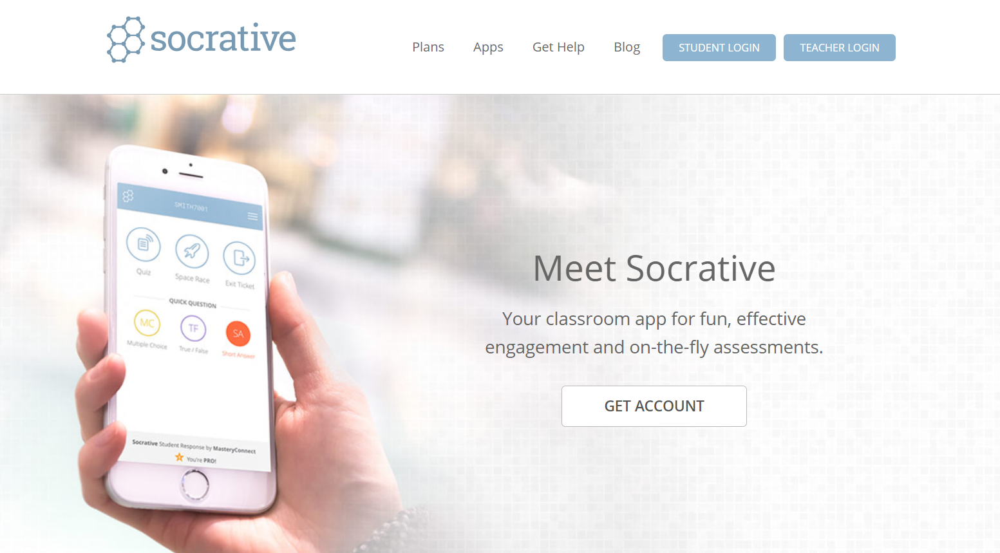 socrative
Plans Apps Get Help Blog STUDENT LOGIN TEACHER LOGIN
SMITH7001
Quiz Space Race Exit Ticket
QUICK QUESTION
MC TF SA
Multiple Choice True / False Short Answer
Socrative Student Response by MasteryConnect
You're PRO!
Meet Socrative
Your classroom app for fun, effective
engagement and on-the-fly assessments.
GET ACCOUNT